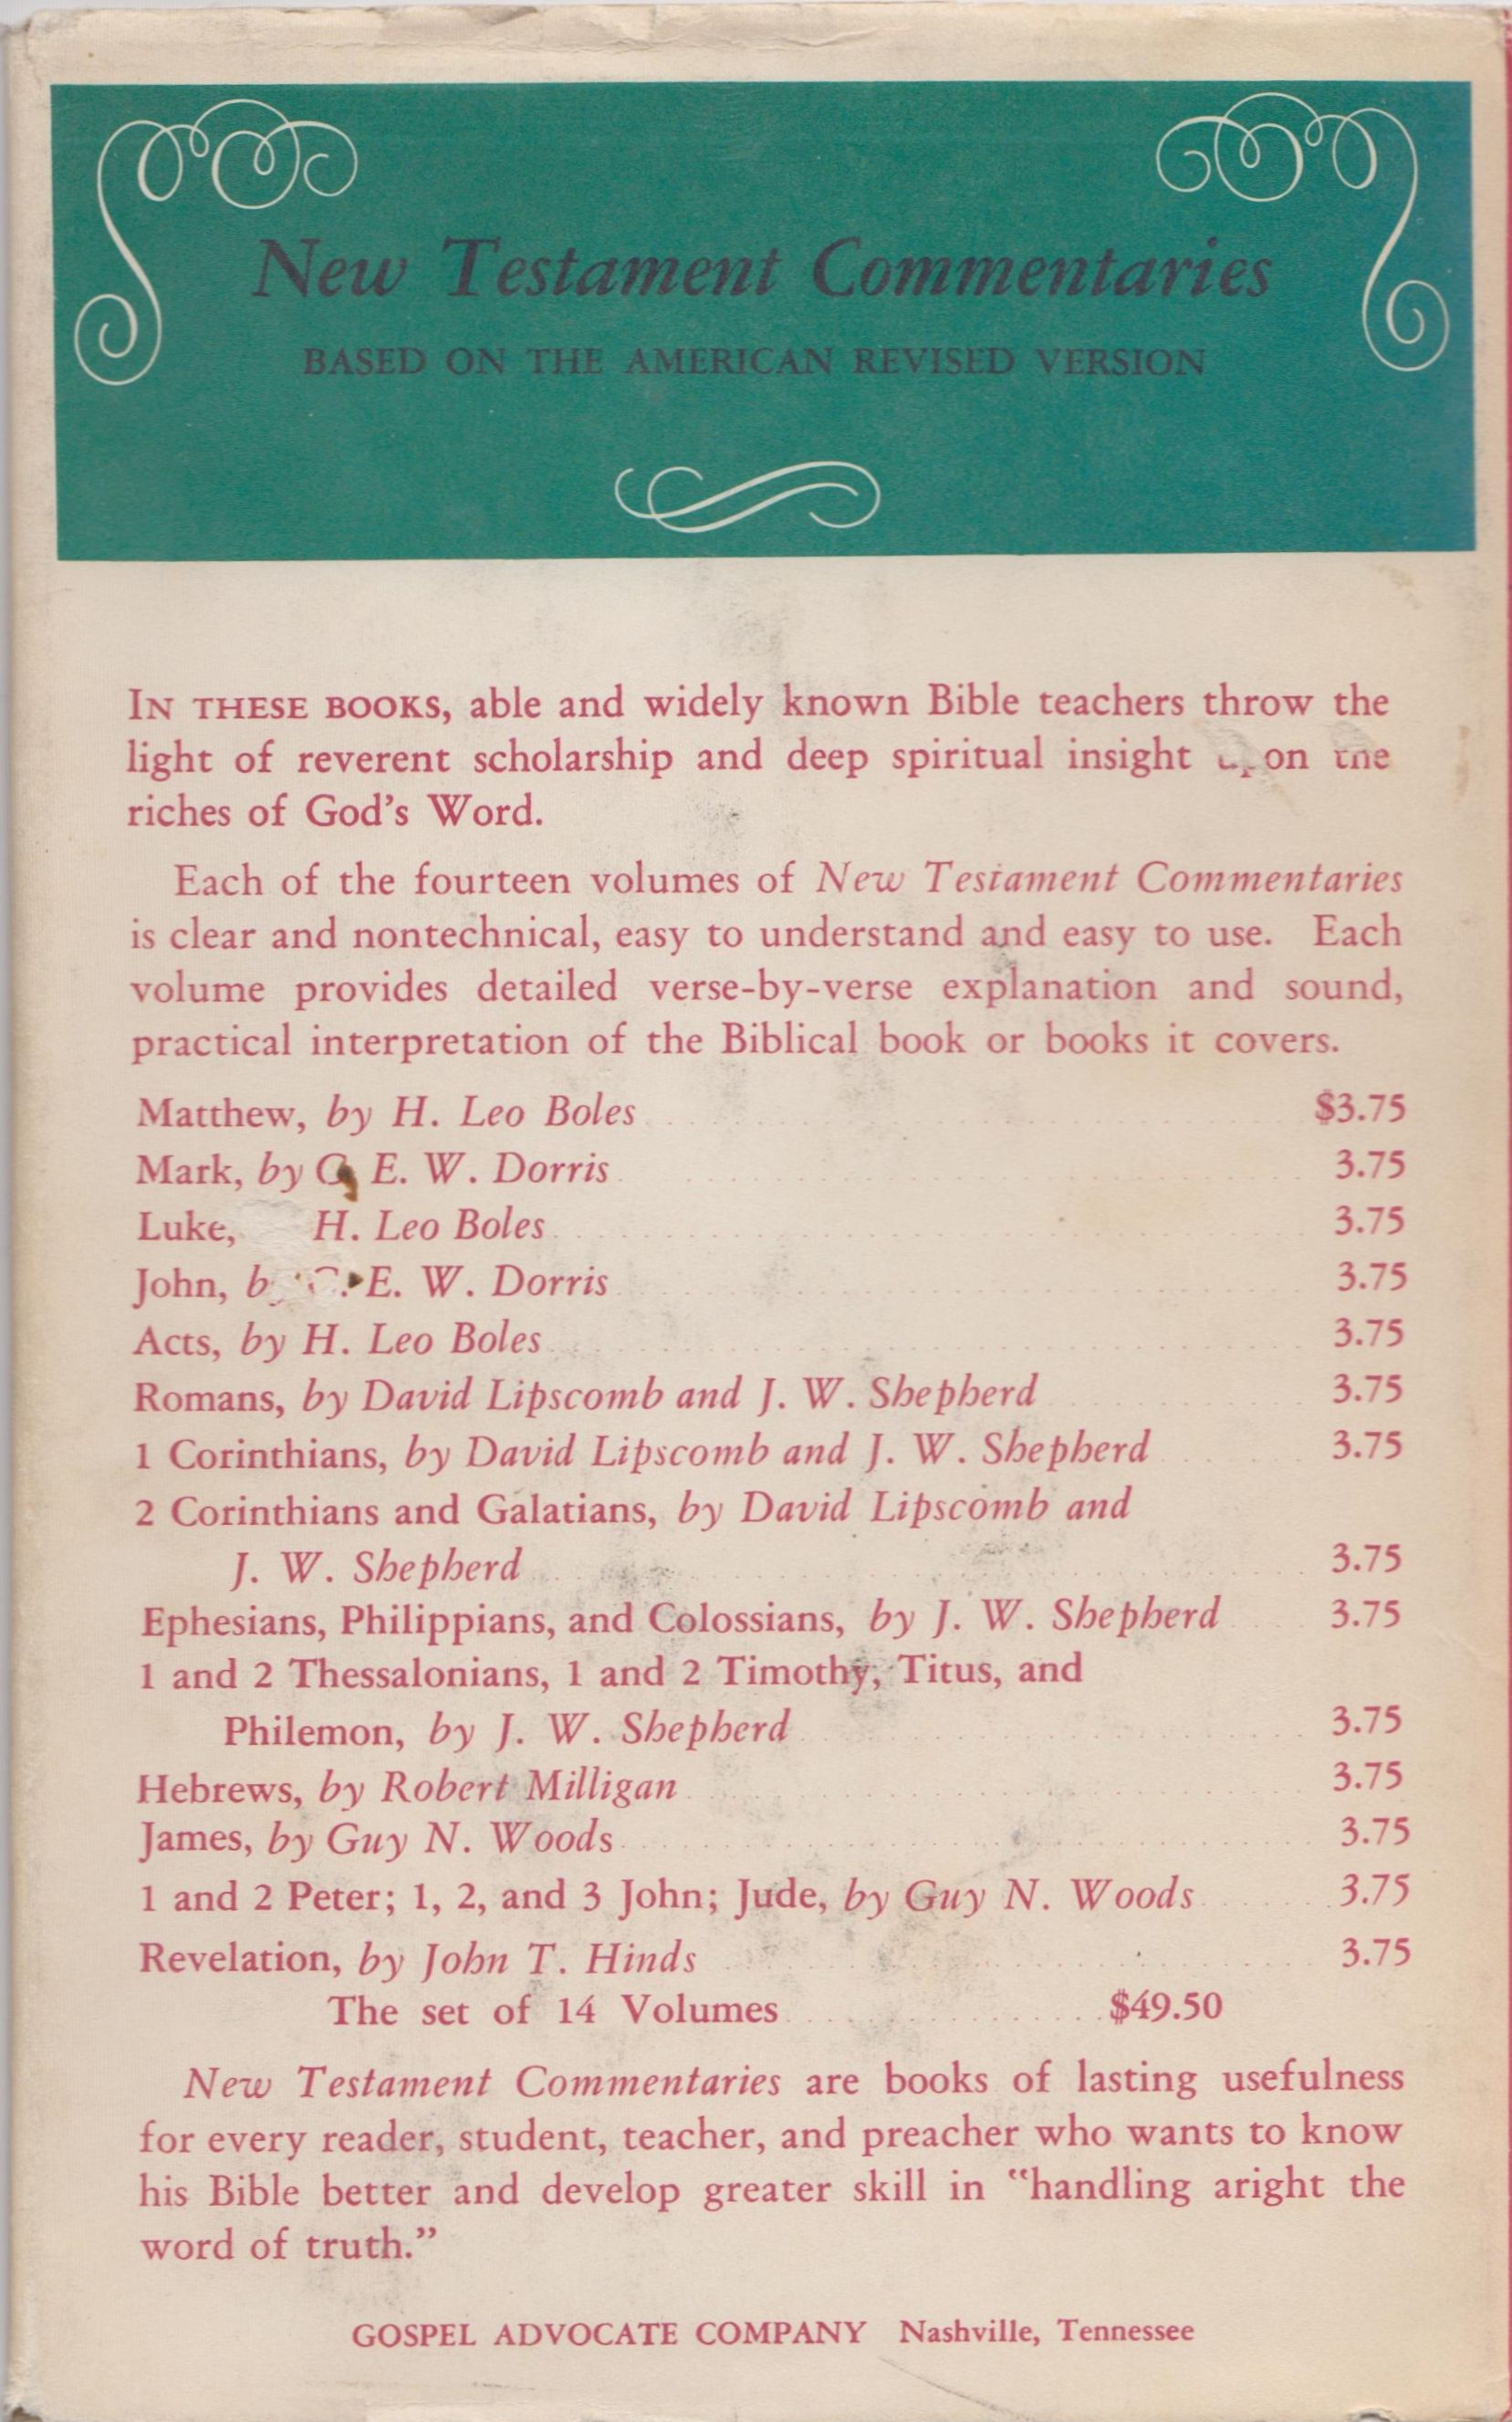 New Testament Commentaries
BASED ON THE AMERICAN REVISED VERSION
IN THESE BOOKS, able and widely known Bible teachers throw the
light of reverent scholarship and deep spiritual insight upon the
riches of God's Word.
Each of the fourteen volumes of New Testament Commentaries
is clear and nontechnical, easy to understand and easy to use. Each
volume provides detailed verse-by-verse explanation and sound,
practical interpretation of the Biblical book or books it covers.
Matthew, by H. Leo Boles $3.75
Mark, by C. E. W. Dorris 3.75
Luke, H. Leo Boles 3.75
John, by C. E. W. Dorris 3.75
Acts, by H. Leo Boles 3.75
Romans, by David Lipscomb and J. W. Shepherd 3.75
1 Corinthians, by David Lipscomb and J. W. Shepherd 3.75
2 Corinthians and Galatians, by David Lipscomb and
J. W. Shepherd 3.75
Ephesians, Philippians, and Colossians, by J. W. Shepherd 3.75
1 and 2 Thessalonians, 1 and 2 Timothy, Titus, and
Philemon, by J. W. Shepherd 3.75
Hebrews, by Robert Milligan 3.75
James, by Guy N. Woods 3.75
1 and 2 Peter; 1, 2, and 3 John; Jude, by Guy N. Woods 3.75
Revelation, by John T. Hinds 3.75
The set of 14 Volumes $49.50
New Testament Commentaries are books of lasting usefulness
for every reader, student, teacher, and preacher who wants to know
his Bible better and develop greater skill in "handling aright the
word of truth."
GOSPEL ADVOCATE COMPANY Nashville, Tennessee